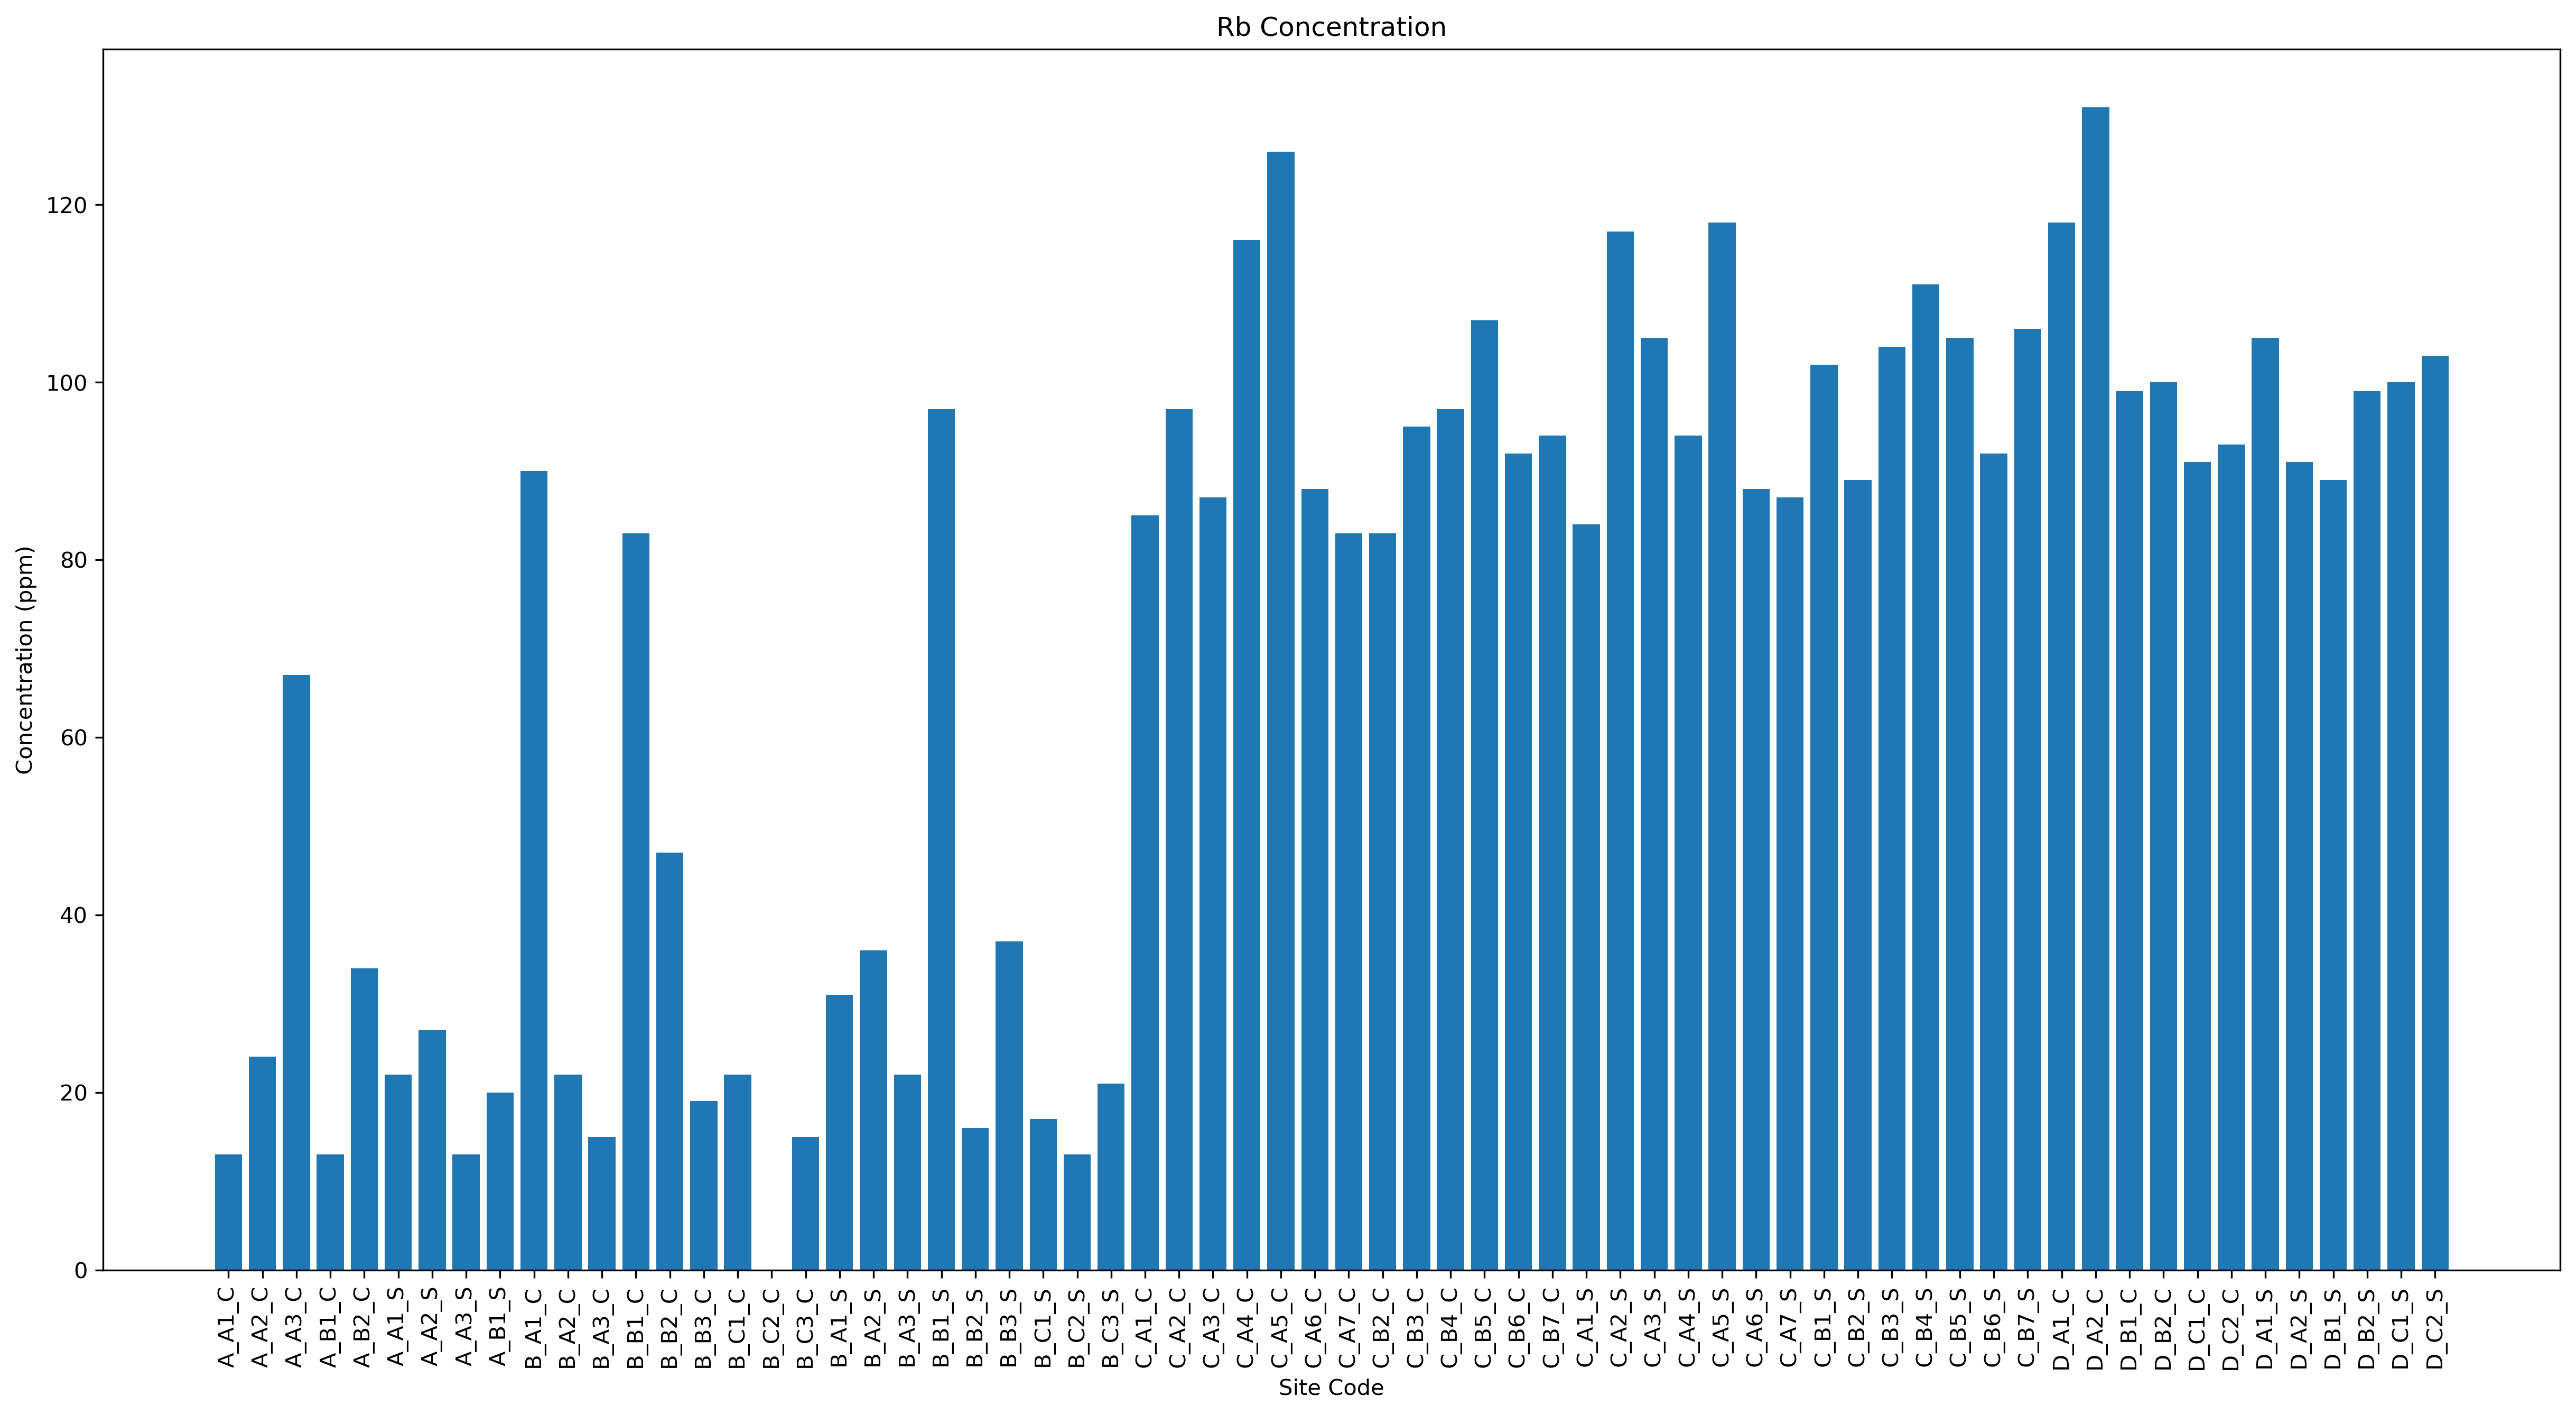 Rb Concentration
Concentration (ppm)
120
100
80
60
40
20
0
A_A1_C
A_A2_C
A_A3_C
A_B1_C
A_B2_C
A_A1_S
A_A2_S
A_A3_S
A_B1_S
B_A1_C
B_A2_C
B_A3_C
B_B1_C
B_B2_C
B_B3_C
B_C1_C
B_C2_C
B_C3_C
B_A1_S
B_A2_S
B_A3_S
B_B1_S
B_B2_S
B_B3_S
B_C1_S
B_C2_S
B_C3_S
C_A1_C
C_A2_C
C_A3_C
C_A4_C
C_A5_C
C_A6_C
C_A7_C
C_B2_C
C_B3_C
C_B4_C
C_B5_C
C_B6_C
C_B7_C
C_A1_S
C_A2_S
C_A3_S
C_A4_S
C_A5_S
C_A6_S
C_A7_S
C_B1_S
C_B2_S
C_B3_S
C_B4_S
C_B5_S
C_B6_S
C_B7_S
D_A1_C
D_A2_C
D_B1_C
D_B2_C
D_C1_C
D_C2_C
D_A1_S
D_A2_S
D_B1_S
D_B2_S
D_C1_S
D_C2_S
Site Code